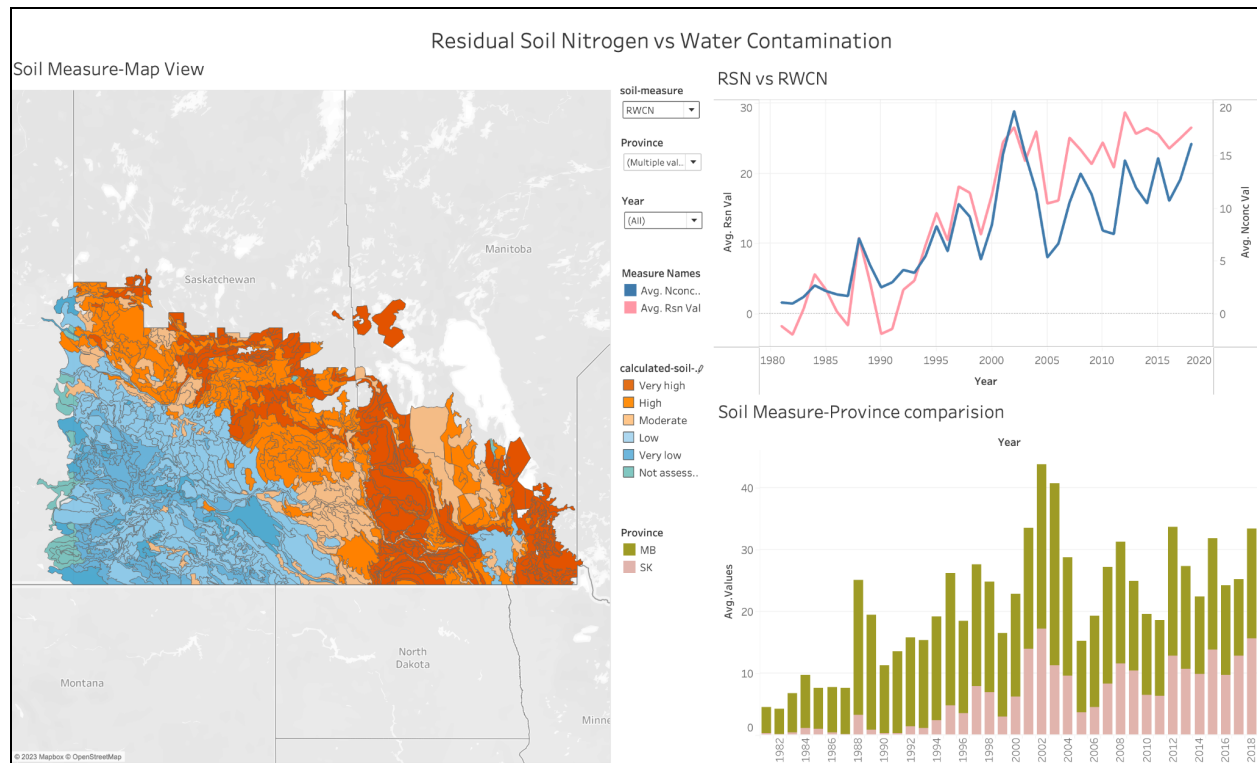 Residual Soil Nitrogen vs Water Contamination
Soil Measure-Map View
Saskatchewan
Manitoba
Montana
North
Dakota
Minne
© 2023 Mapbox © OpenStreetMap
soil-measure
RWCN
Province
(Multiple val..
Year
(All)
Measure Names
Avg. Nconc..
Avg. Rsn Val
calculated-soil-..
Very high
High
Moderate
Low
Very low
Not assess..
Province
MB
SK
RSN vs RWCN
30
20
10
0
Avg. Rsn Val
20
15
10
5
0
Avg. Nconc Val
1980
1985
1990
1995
2000
2005
2010
2015
2020
Year
Soil Measure-Province comparision
Year
40
30
20
10
0
Avg.Values
1982
1984
1986
1988
1990
1992
1994
1996
1998
2000
2002
2004
2006
2008
2010
2012
2014
2016
2018